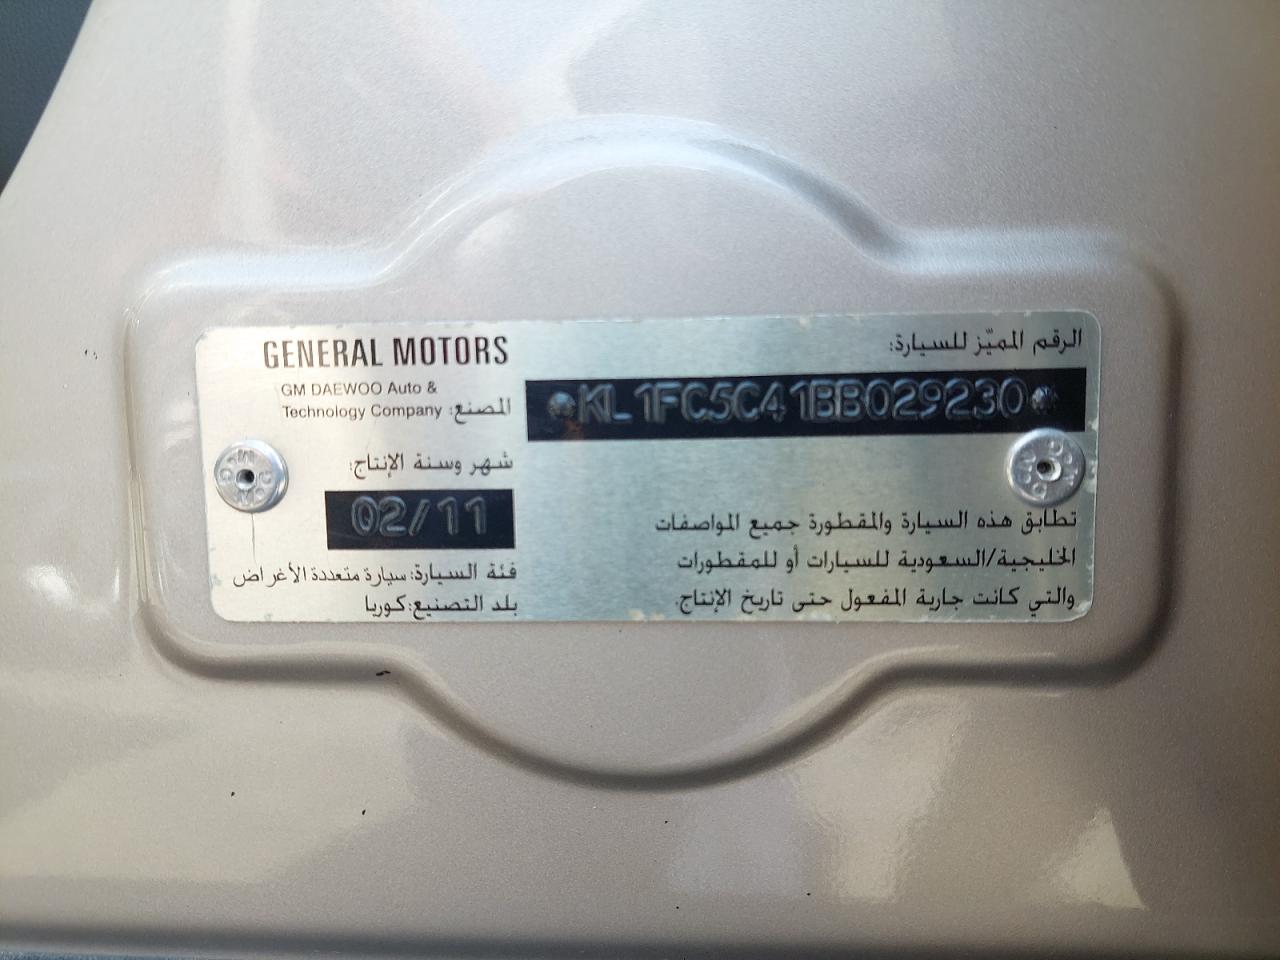 GENERAL MOTORS
GM DAEWOO Auto &
Technology Company المصنع:
شهر وسنة الإنتاج:
02/11
فئة السيارة: سيارة متعددة الأغراض
بلد التصنيع: كوريا
الرقم المميّز للسيارة:
KL1FC5C41BB029230
تطابق هذه السيارة والمقطورة جميع المواصفات
الخليجية/السعودية للسيارات أو للمقطورات
والتي كانت جارية المفعول حتى تاريخ الإنتاج.